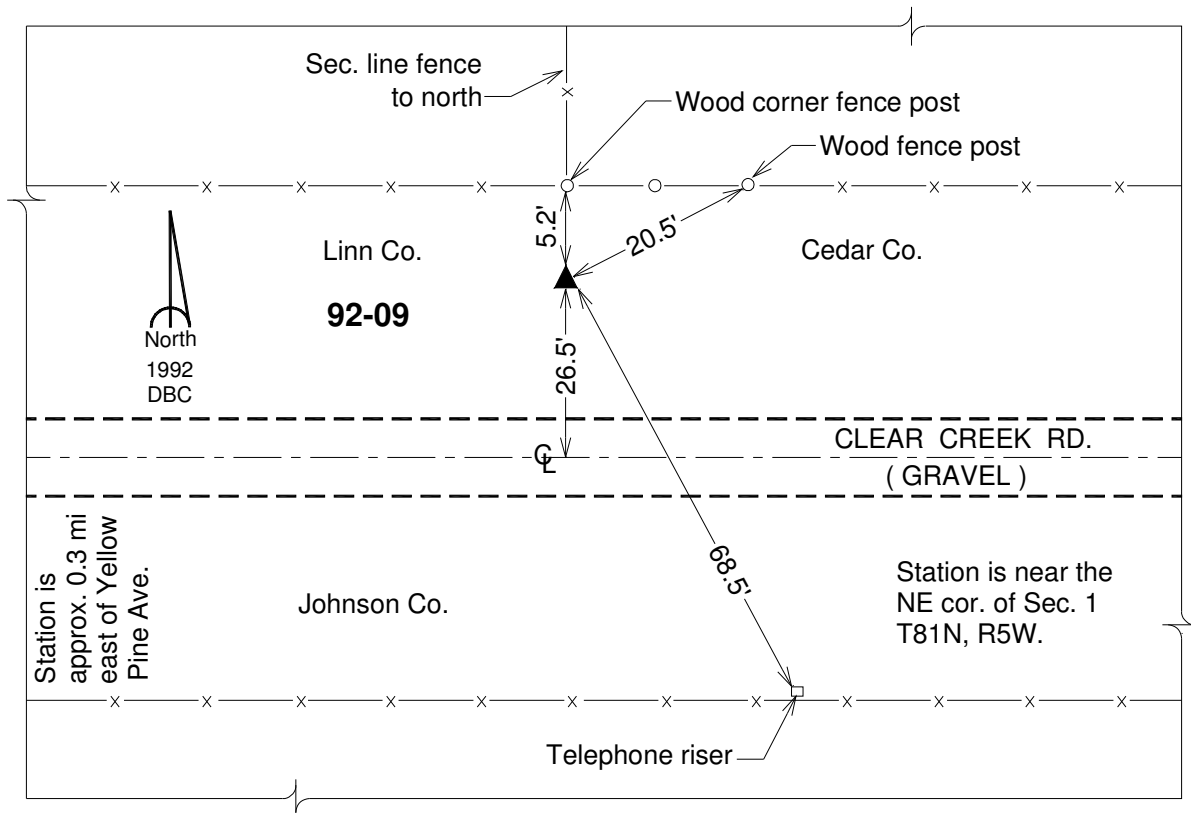 Sec. line fence
to north
Wood corner fence post
Wood fence post
5.2'
20.5'
Linn Co.
Cedar Co.
92-09
North
1992
DBC
26.5'
CLEAR CREEK RD.
( GRAVEL )
CL
68.5'
Station is
approx. 0.3 mi
east of Yellow
Pine Ave.
Johnson Co.
Station is near the
NE cor. of Sec. 1
T81N, R5W.
Telephone riser